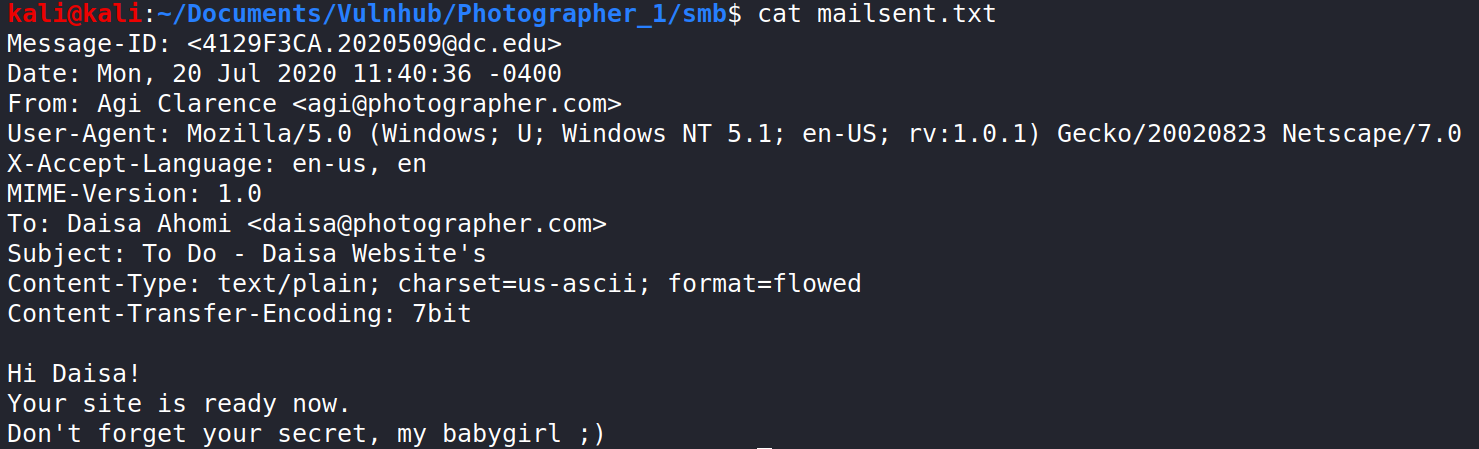 kali@kali:~/Documents/Vulnhub/Photographer_1/smb$ cat mailsent.txt
Message-ID: <4129F3CA.2020509@dc.edu>
Date: Mon, 20 Jul 2020 11:40:36 -0400
From: Agi Clarence <agi@photographer.com>
User-Agent: Mozilla/5.0 (Windows; U; Windows NT 5.1; en-US; rv:1.0.1) Gecko/20020823 Netscape/7.0
X-Accept-Language: en-us, en
MIME-Version: 1.0
To: Daisa Ahomi <daisa@photographer.com>
Subject: To Do - Daisa Website's
Content-Type: text/plain; charset=us-ascii; format=flowed
Content-Transfer-Encoding: 7bit

Hi Daisa!
Your site is ready now.
Don't forget your secret, my babygirl ;)